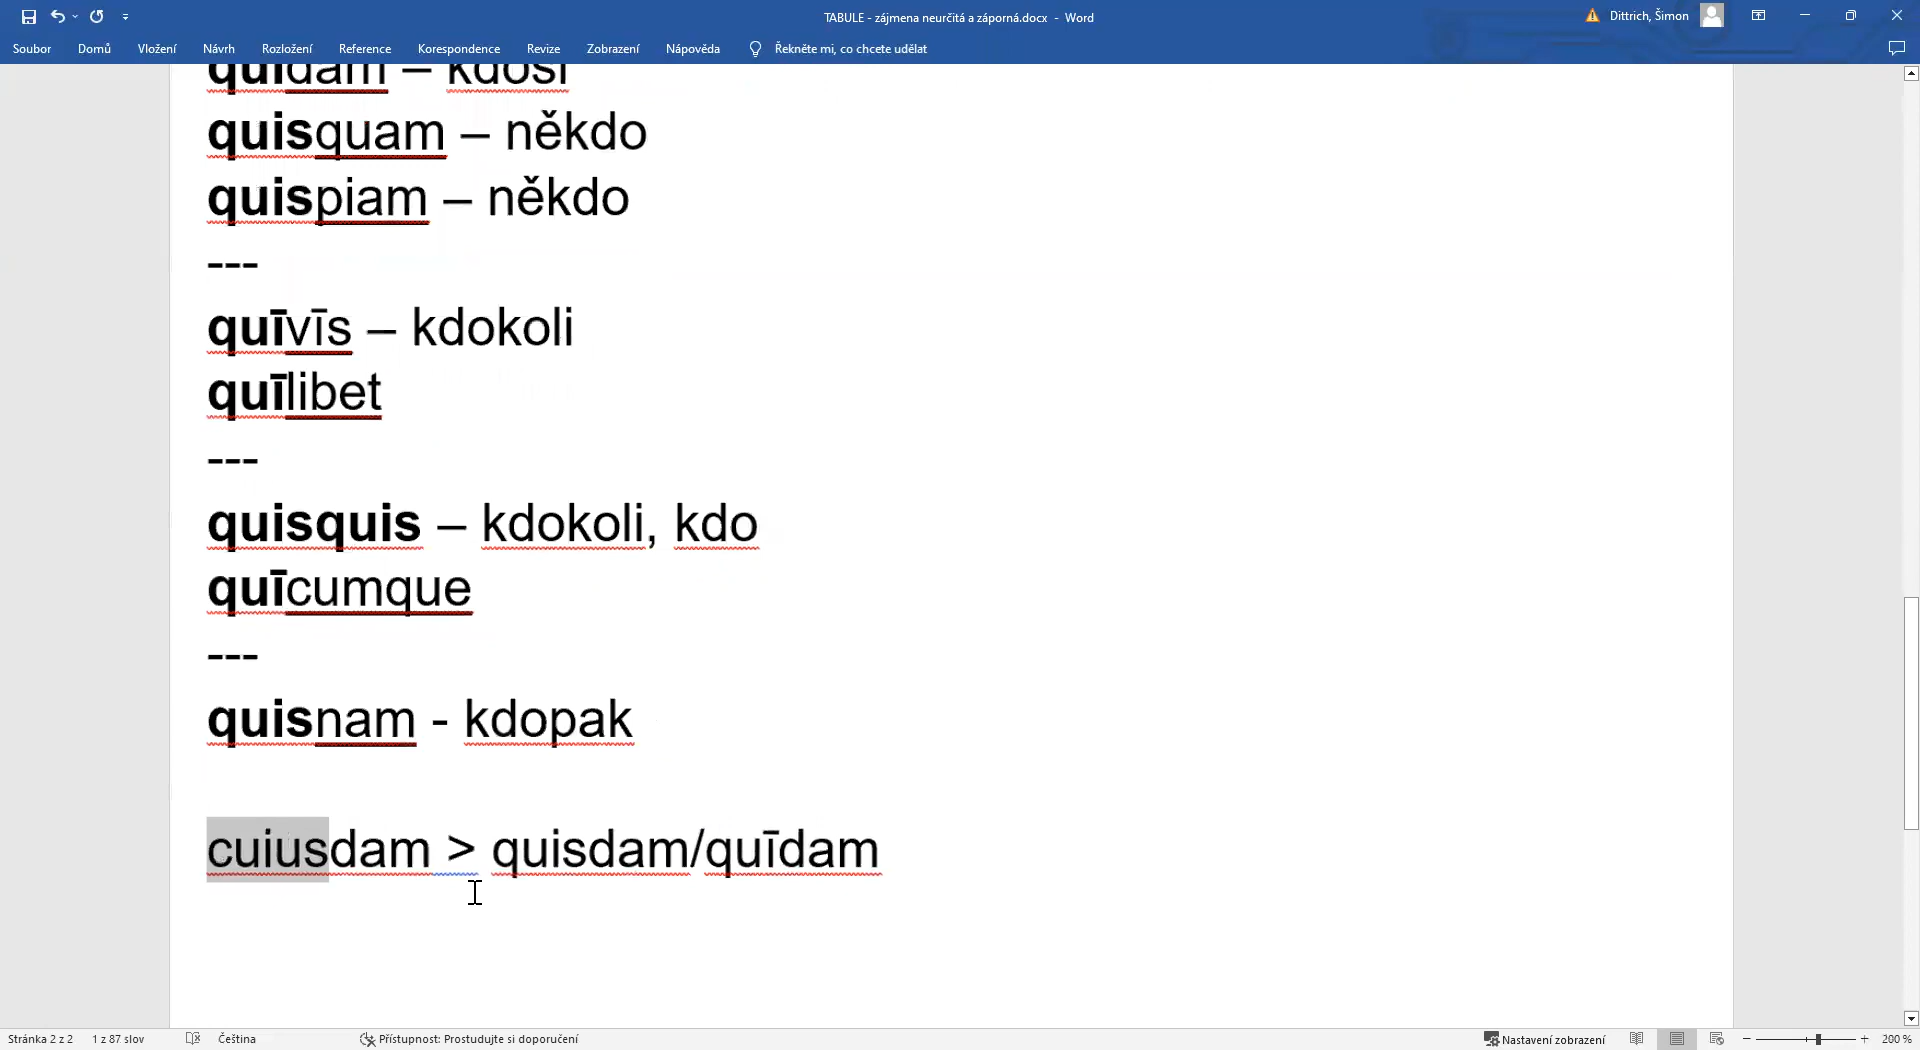 TABULE - zájmena neurčitá a záporná.docx - Word
Dittrich, Šimon
Soubor Domů Vložení Návrh Rozložení Reference Korespondence Revize Zobrazení Nápověda Řekněte mi, co chcete udělat
quīdam – kdosi
quisquam – někdo
quispiam – někdo
---
quīvīs – kdokoli
quīlibet
---
quisquis – kdokoli, kdo
quīcumque
---
quisnam - kdopak
cuiusdam > quisdam/quīdam
Stránka 2 z 2 1 z 87 slov Čeština Přístupnost: Prostudujte si doporučení Nastavení zobrazení 200 %